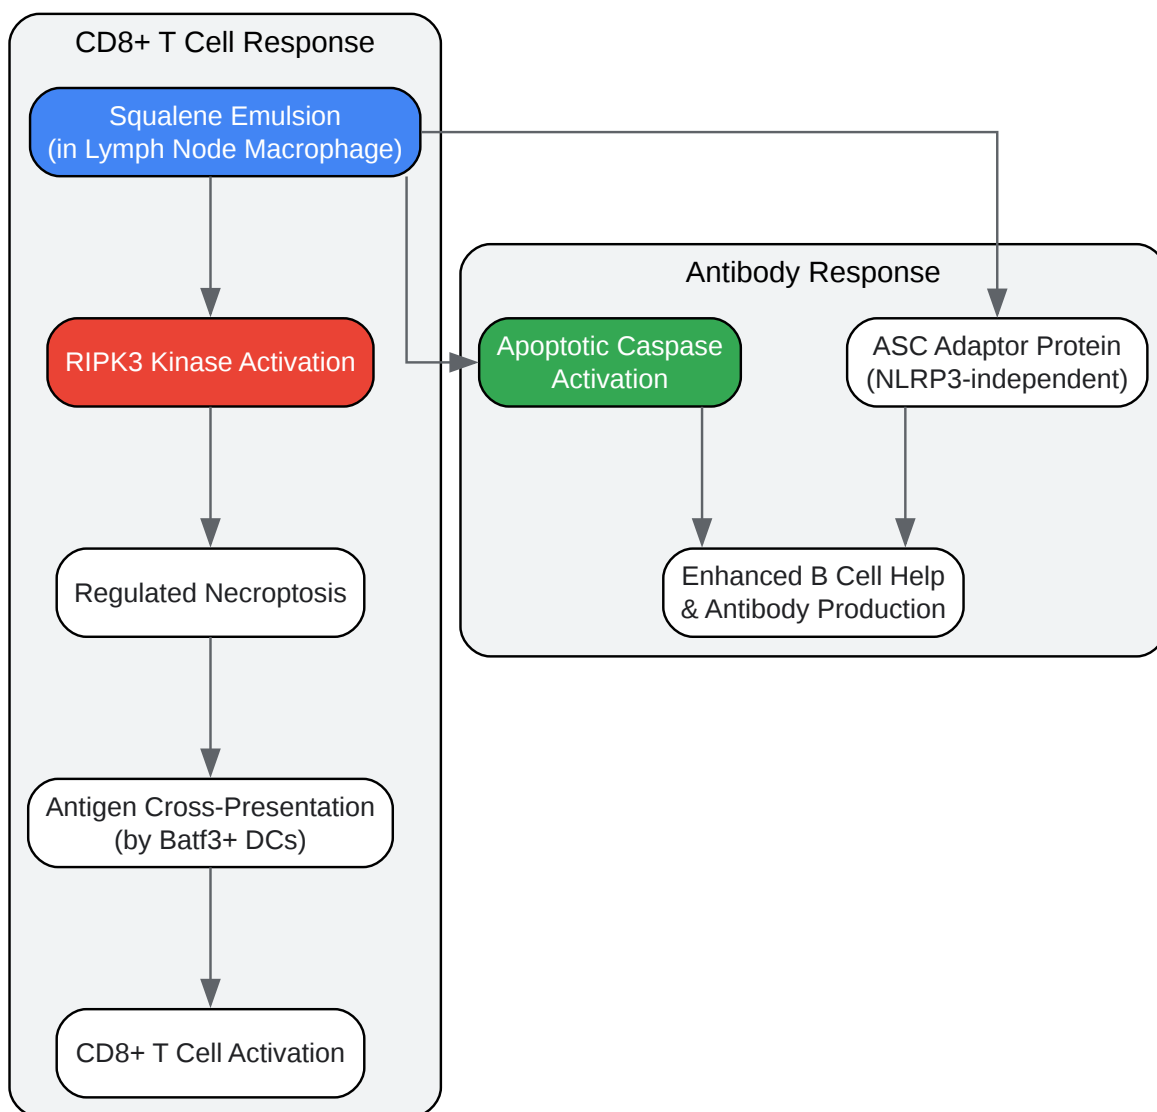 CD8+ T Cell Response
Squalene Emulsion
(in Lymph Node Macrophage)
RIPK3 Kinase Activation
Regulated Necroptosis
Antigen Cross-Presentation
(by Batf3+ DCs)
CD8+ T Cell Activation
Antibody Response
Apoptotic Caspase
Activation
ASC Adaptor Protein
(NLRP3-independent)
Enhanced B Cell Help
& Antibody Production